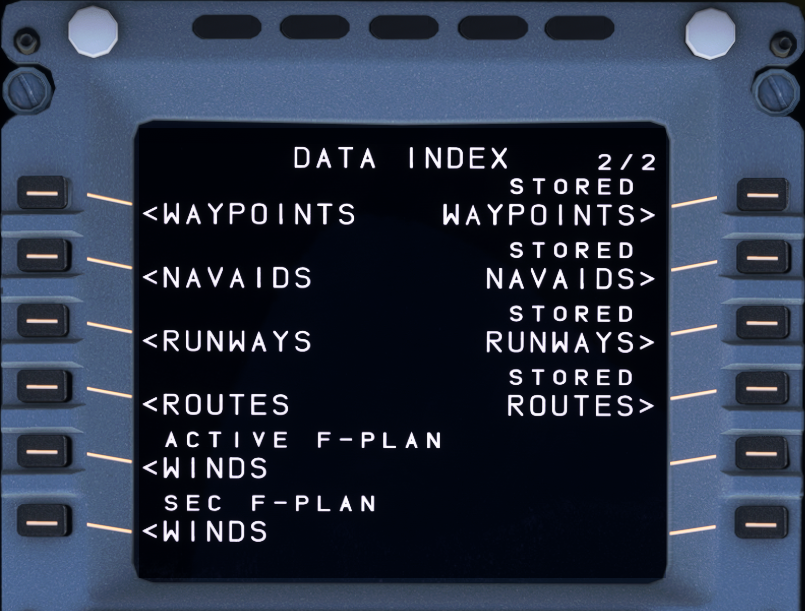 DATA INDEX 2/2
STORED
<WAYPOINTS WAYPOINTS>
STORED
<NAVAIDS NAVAIDS>
STORED
<RUNWAYS RUNWAYS>
STORED
<ROUTES ROUTES>
ACTIVE F-PLAN
<WINDS
SEC F-PLAN
<WINDS